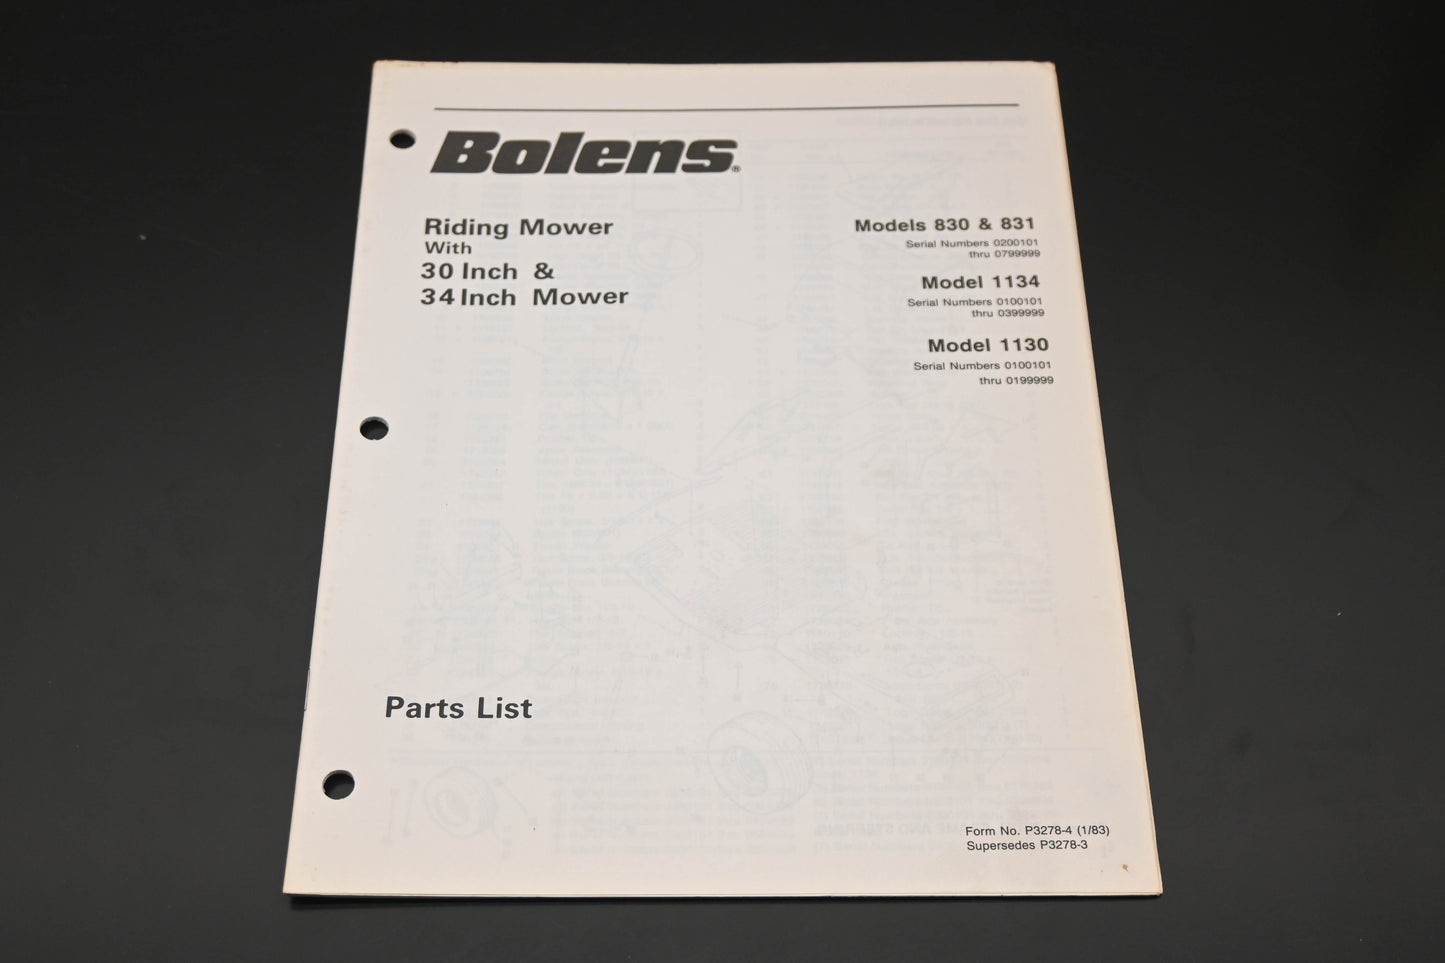 Bolens®
Riding Mower
With
30 Inch &
34 Inch Mower
Models 830 & 831
Serial Numbers 0200101
thru 0799999
Model 1134
Serial Numbers 0100101
thru 0399999
Model 1130
Serial Numbers 0100101
thru 0199999
Parts List
Form No. P3278-4 (1/83)
Supersedes P3278-3